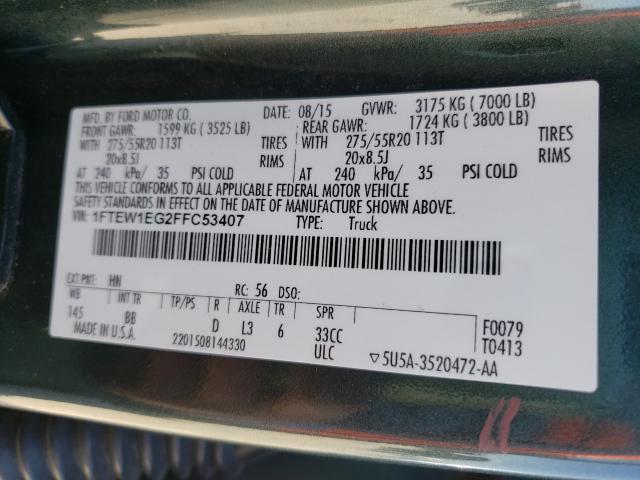 MFD. BY FORD MOTOR CO. DATE: 08/15 GVWR: 3175 KG ( 7000 LB)
FRONT GAWR: 1599 KG ( 3525 LB) REAR GAWR: 1724 KG ( 3800 LB)
WITH 275/55R20 113T TIRES WITH 275/55R20 113T TIRES
20x8.5J RIMS 20x8.5J RIMS
AT 240 kPa/ 35 PSI COLD AT 240 kPa/ 35 PSI COLD
THIS VEHICLE CONFORMS TO ALL APPLICABLE FEDERAL MOTOR VEHICLE
SAFETY STANDARDS IN EFFECT ON THE DATE OF MANUFACTURE SHOWN ABOVE.
VIN: 1FTEW1EG2FFC53407 TYPE: Truck
EXT PNT: HN RC: 56 DSO:
WB INT TR TP/PS R AXLE TR SPR
145 BB D L3 6 33CC F0079
MADE IN U.S.A. 2201508144330 ULC T0413
▽5U5A-3520472-AA